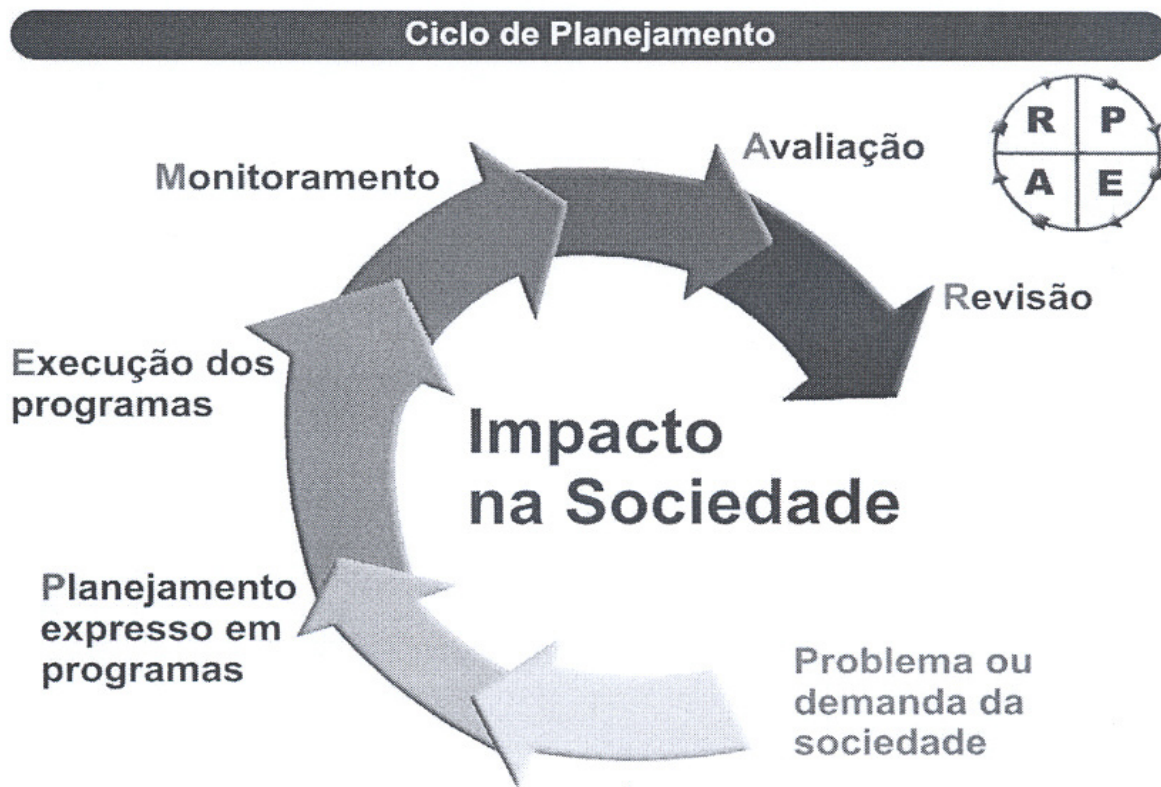 Ciclo de Planejamento
R P
A E
Monitoramento
Avaliação
Revisão
Execução dos
programas
Impacto
na Sociedade
Planejamento
expresso em
programas
Problema ou
demanda da
sociedade